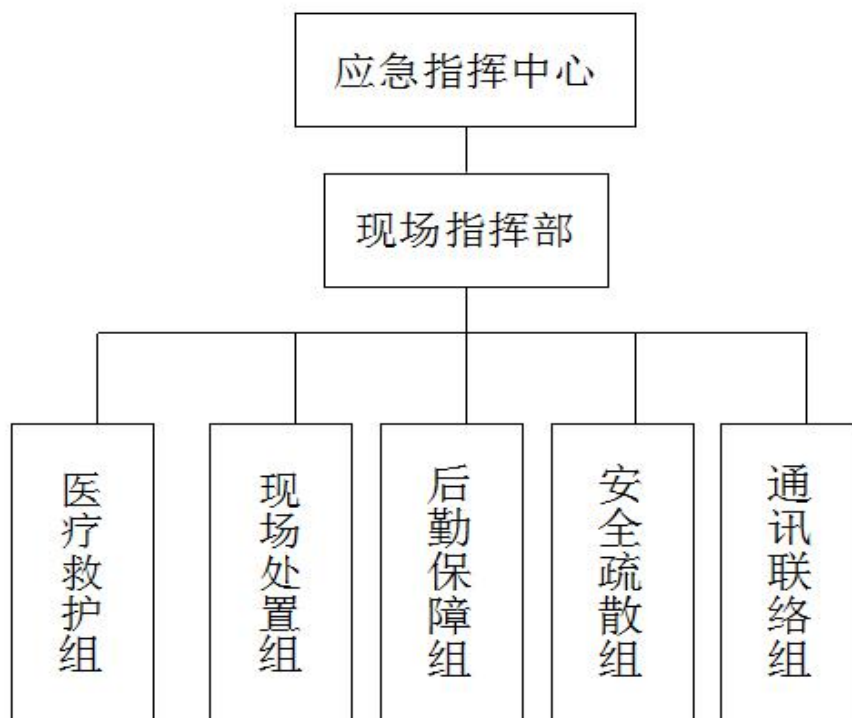 应急指挥中心
现场指挥部
医疗救护组
现场处置组
后勤保障组
安全疏散组
通讯联络组